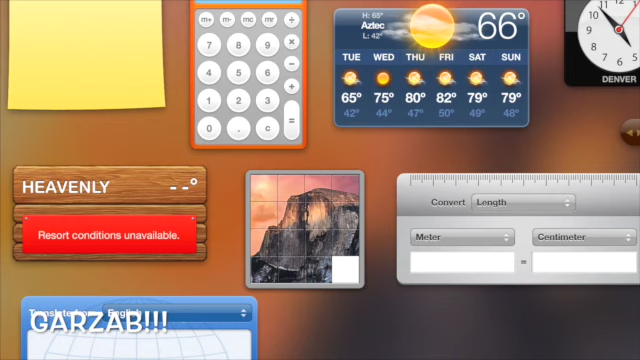 m+ m- mc mr ÷
7 8 9 ×
4 5 6 −
1 2 3 +
0 . c =
H: 65°
Aztec
L: 42°
66°
TUE WED THU FRI SAT SUN
65° 75° 80° 82° 79° 79°
42° 44° 47° 50° 49° 48°
DENVER
HEAVENLY --°
Resort conditions unavailable.
Convert Length
Meter Centimeter
=
English
GARZAB!!!